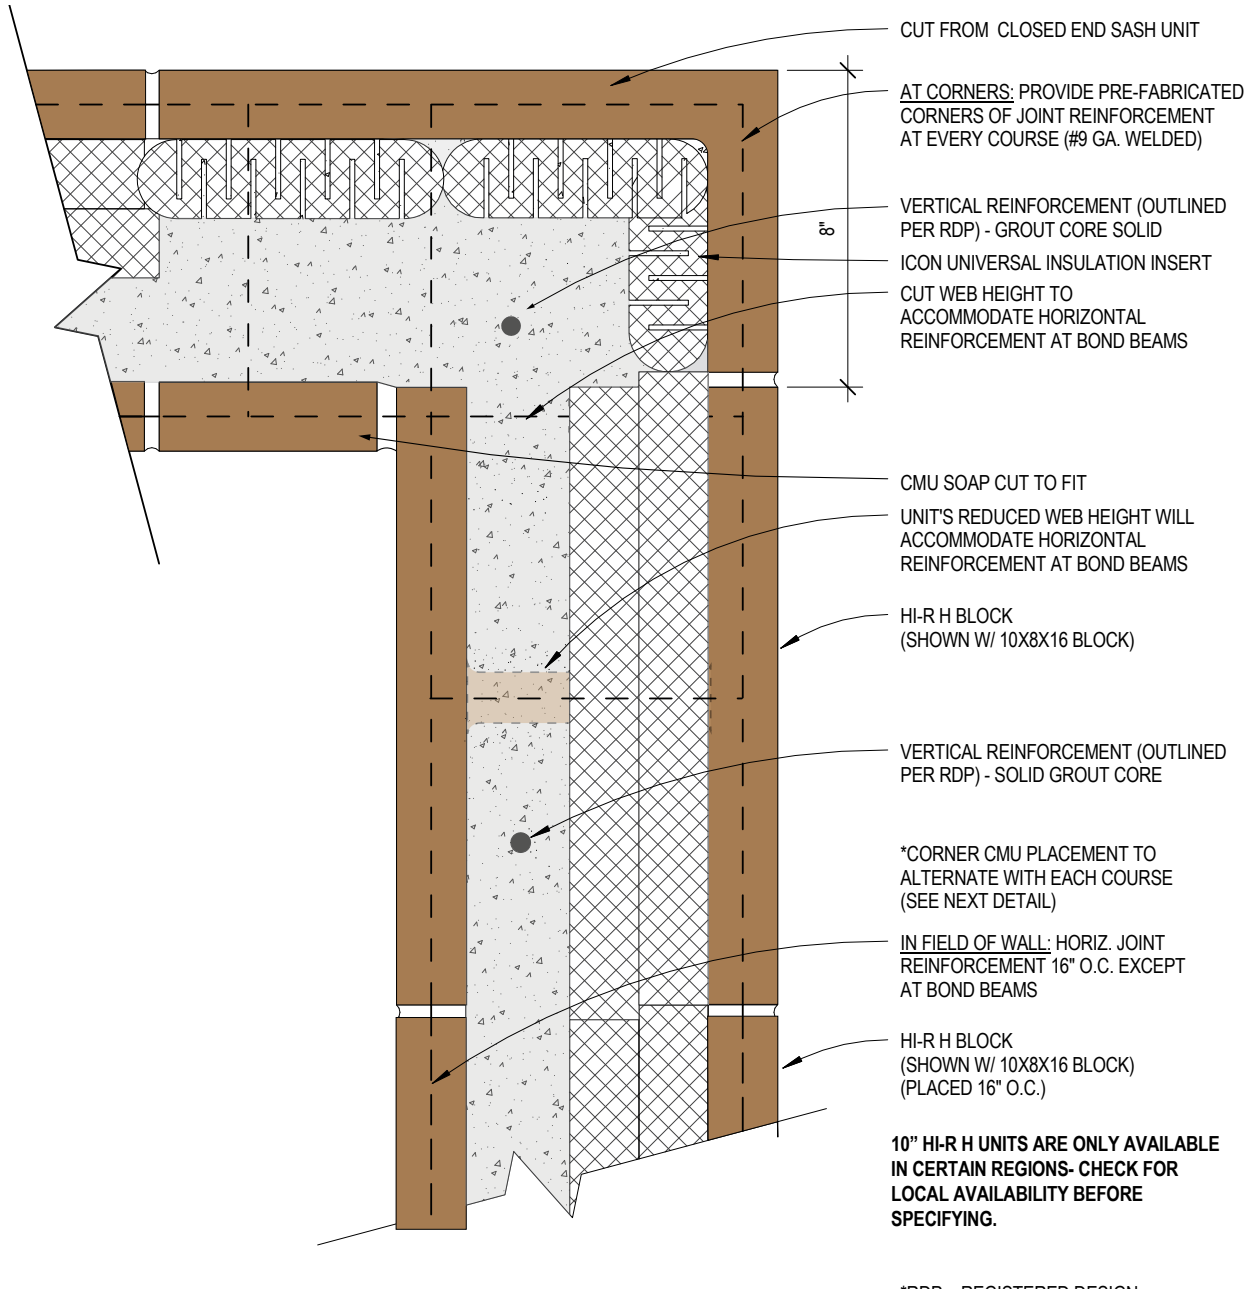 CUT FROM CLOSED END SASH UNIT
AT CORNERS: PROVIDE PRE-FABRICATED
CORNERS OF JOINT REINFORCEMENT
AT EVERY COURSE (#9 GA. WELDED)
VERTICAL REINFORCEMENT (OUTLINED
PER RDP) - GROUT CORE SOLID
8"
ICON UNIVERSAL INSULATION INSERT
CUT WEB HEIGHT TO
ACCOMMODATE HORIZONTAL
REINFORCEMENT AT BOND BEAMS
CMU SOAP CUT TO FIT
UNIT'S REDUCED WEB HEIGHT WILL
ACCOMMODATE HORIZONTAL
REINFORCEMENT AT BOND BEAMS
HI-R H BLOCK
(SHOWN W/ 10X8X16 BLOCK)
VERTICAL REINFORCEMENT (OUTLINED
PER RDP) - SOLID GROUT CORE
*CORNER CMU PLACEMENT TO
ALTERNATE WITH EACH COURSE
(SEE NEXT DETAIL)
IN FIELD OF WALL: HORIZ. JOINT
REINFORCEMENT 16" O.C. EXCEPT
AT BOND BEAMS
HI-R H BLOCK
(SHOWN W/ 10X8X16 BLOCK)
(PLACED 16" O.C.)
10” HI-R H UNITS ARE ONLY AVAILABLE
IN CERTAIN REGIONS- CHECK FOR
LOCAL AVAILABILITY BEFORE
SPECIFYING.
REGISTERED DESIGN